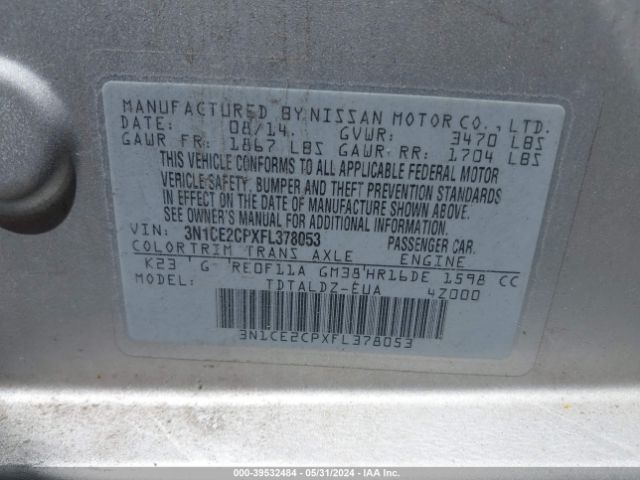 MANUFACTURED BY NISSAN MOTOR CO., LTD.
DATE: 08/14. GVWR: 3470 LBS
GAWR FR: 1867 LBS GAWR RR: 1704 LBS
THIS VEHICLE CONFORMS TO ALL APPLICABLE FEDERAL MOTOR
VEHICLE SAFETY, BUMPER AND THEFT PREVENTION STANDARDS
IN EFFECT ON THE DATE OF MANUFACTURE SHOWN ABOVE.
SEE OWNER'S MANUAL FOR ADDITIONAL INFORMATION.
VIN: 3N1CE2CPXFL378053 PASSENGER CAR.
COLOR TRIM TRANS AXLE ENGINE
K23 G RE0F11A GM38 HR16DE 1598 CC
MODEL: TDTALDZ-EUA 4Z000
3N1CE2CPXFL378053
000-39532484 - 05/31/2024 - IAAI.COM